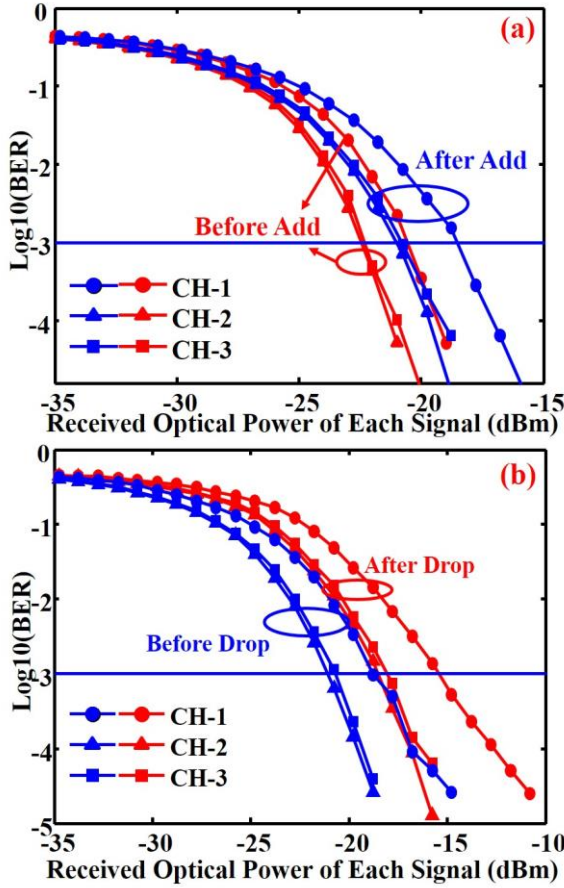 0
(a)
-1
-2
After Add
Before Add
-3
CH-1
CH-2
-4
CH-3
-35 -30 -25 -20 -15
Log10(BER)
Received Optical Power of Each Signal (dBm)
0
(b)
-1
After Drop
-2
Before Drop
-3
CH-1
CH-2
-4
CH-3
-5
-35 -30 -25 -20 -15 -10
Log10(BER)
Received Optical Power of Each Signal (dBm)